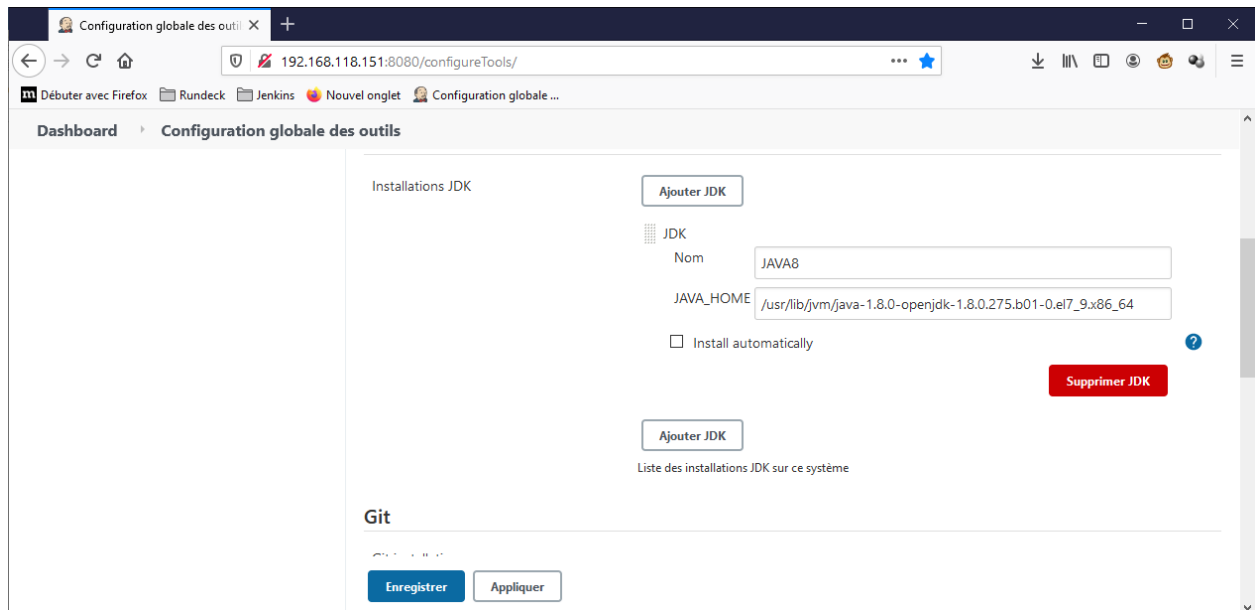 Configuration globale des outil
192.168.118.151:8080/configureTools/
Débuter avec Firefox Rundeck Jenkins Nouvel onglet Configuration globale ...
Dashboard Configuration globale des outils
Installations JDK
Ajouter JDK
JDK
Nom
JAVA8
JAVA_HOME
/usr/lib/jvm/java-1.8.0-openjdk-1.8.0.275.b01-0.el7_9.x86_64
Install automatically
?
Supprimer JDK
Ajouter JDK
Liste des installations JDK sur ce système
Git
Enregistrer
Appliquer